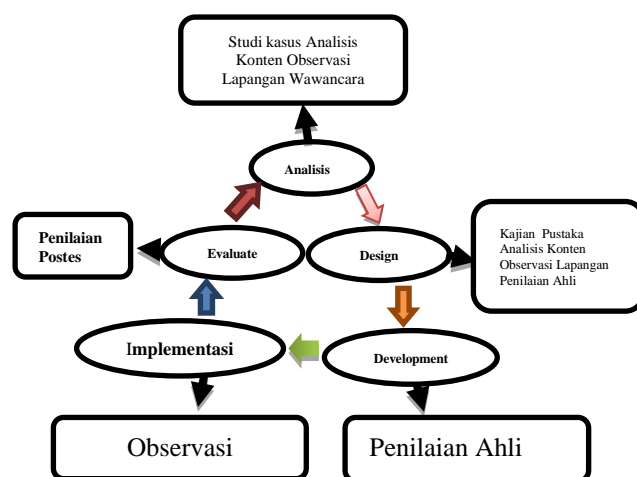 Studi kasus Analisis
Konten Observasi
Lapangan Wawancara
Analisis
Penilaian
Postes
Evaluate
Design
Kajian Pustaka
Analisis Konten
Observasi Lapangan
Penilaian Ahli
Implementasi
Development
Observasi
Penilaian Ahli